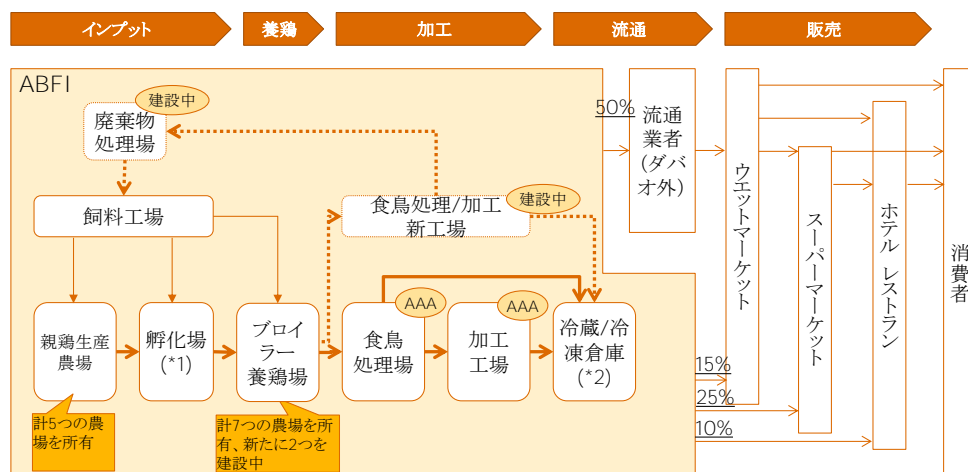 インプット
養鶏
加工
流通
販売
ABFI
建設中
廃棄物
処理場
飼料工場
食鳥処理/加工
新工場
建設中
親鶏生産
農場
孵化場
(*1)
ブロイ
ラー
養鶏場
AAA
食鳥
処理場
AAA
加工
工場
冷蔵/冷
凍倉庫
(*2)
計5つの農
場を所有
計7つの農場を所
有、新たに2つを
建設中
50%
流通
業者
(ダバ
オ外)
15%
25%
10%
ウエットマーケット
スーパーマーケット
ホテル レストラン
消費者